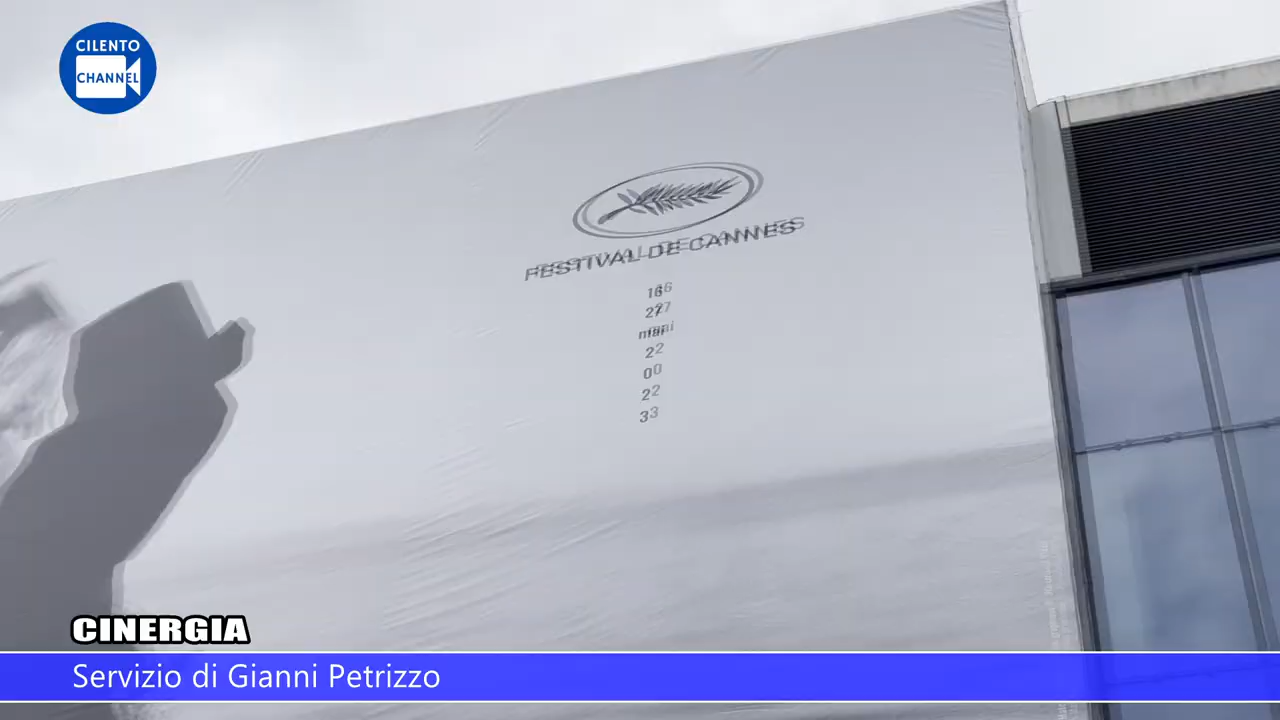 CILENTO
CHANNEL
FESTIVAL DE CANNES
16
27
mai
2
0
2
3
CINERGIA
Servizio di Gianni Petrizzo